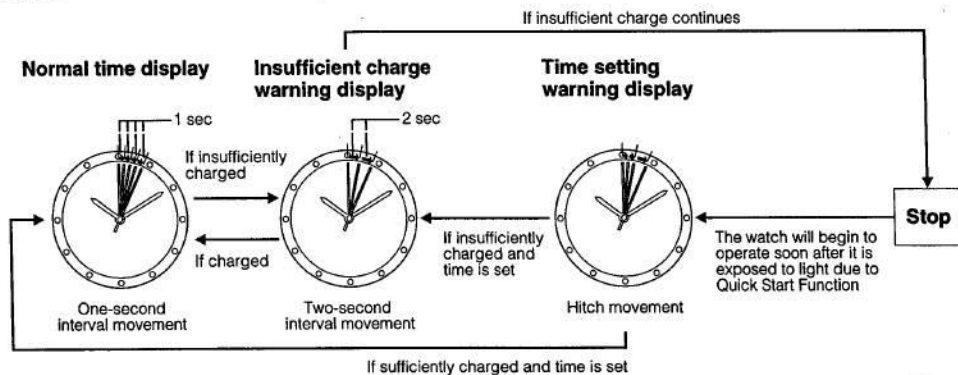 If insufficient charge continues
Normal time display
Insufficient charge
warning display
Time setting
warning display
1 sec
2 sec
If insufficiently
charged
If charged
If insufficiently
charged and
time is set
Stop
The watch will begin to
operate soon after it is
exposed to light due to
Quick Start Function
One-second
interval movement
Two-second
interval movement
Hitch movement
If sufficiently charged and time is set